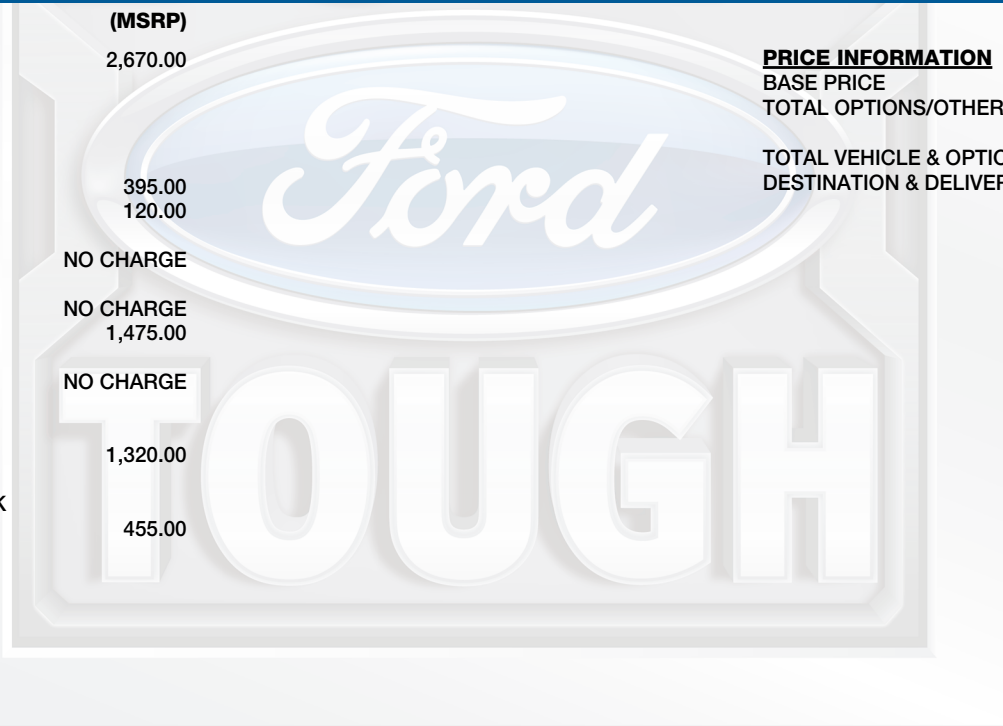 (MSRP)
2,670.00
395.00
120.00
NO CHARGE
NO CHARGE
1,475.00
NO CHARGE
1,320.00
K
455.00
PRICE INFORMATION
BASE PRICE
TOTAL OPTIONS/OTHER
TOTAL VEHICLE & OPTIO
DESTINATION & DELIVER
Ford
TOUGH